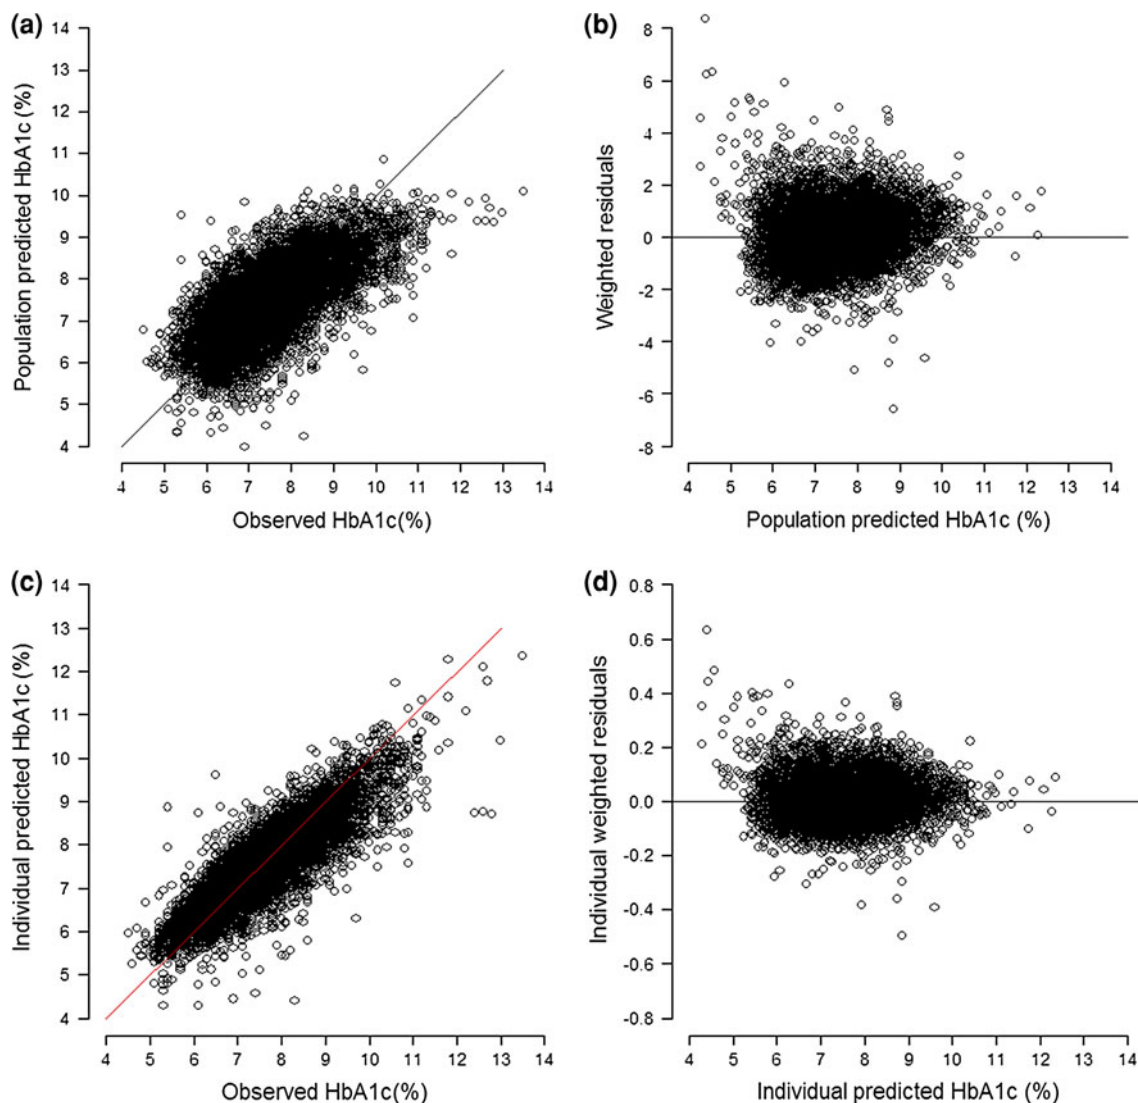 (a)
14
13
12
11
10
9
8
7
6
5
4
Population predicted HbA1c (%)
4 5 6 7 8 9 10 11 12 13 14
Observed HbA1c(%)
(b)
8
6
4
2
0
-2
-4
-6
-8
Weighted residuals
4 5 6 7 8 9 10 11 12 13 14
Population predicted HbA1c (%)
(c)
14
13
12
11
10
9
8
7
6
5
4
Individual predicted HbA1c (%)
4 5 6 7 8 9 10 11 12 13 14
Observed HbA1c(%)
(d)
0.8
0.6
0.4
0.2
0.0
-0.2
-0.4
-0.6
-0.8
Individual weighted residuals
4 5 6 7 8 9 10 11 12 13 14
Individual predicted HbA1c (%)